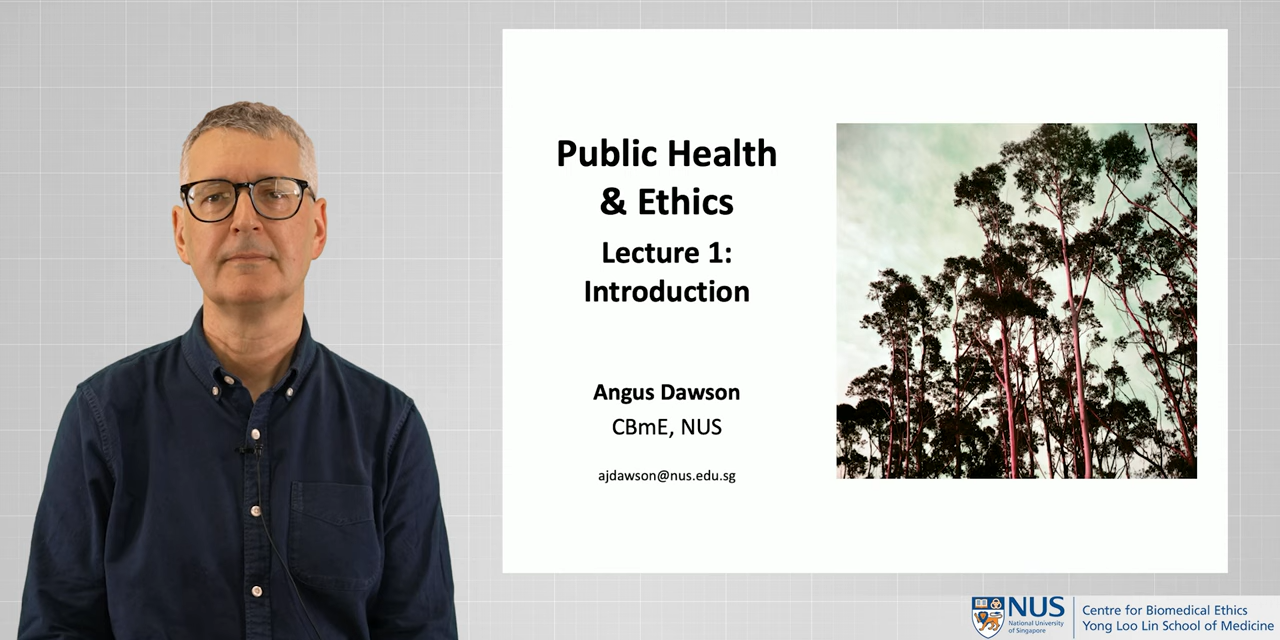 Public Health
& Ethics
Lecture 1:
Introduction
Angus Dawson
CBmE, NUS
ajdawson@nus.edu.sg
NUS
National University
of Singapore
Centre for Biomedical Ethics
Yong Loo Lin School of Medicine